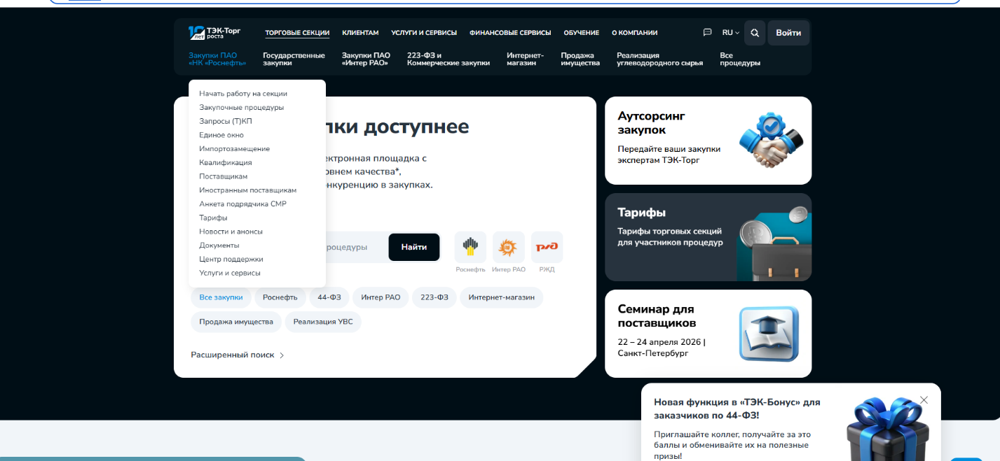 10 лет
ТЭК-Торг
роста
ТОРГОВЫЕ СЕКЦИИ
КЛИЕНТАМ
УСЛУГИ И СЕРВИСЫ
ФИНАНСОВЫЕ СЕРВИСЫ
ОБУЧЕНИЕ
О КОМПАНИИ
RU
Войти
Закупки ПАО
«НК «Роснефть»
Государственные
закупки
Закупки ПАО
«Интер РАО»
223-ФЗ и
Коммерческие закупки
Интернет-
магазин
Продажа
имущества
Реализация
углеводородного сырья
Все
процедуры
Начать работу на секции
Закупочные процедуры
Запросы (Т)КП
Единое окно
Импортозамещение
Квалификация
Поставщикам
Иностранным поставщикам
Анкета подрядчика СМР
Тарифы
Новости и анонсы
Документы
Центр поддержки
Услуги и сервисы
пки доступнее
ектронная площадка с
овнем качества*,
нкуренцию в закупках.
роцедуры
Найти
Роснефть
Интер РАО
РЖД
Все закупки
Роснефть
44-ФЗ
Интер РАО
223-ФЗ
Интернет-магазин
Продажа имущества
Реализация УВС
Расширенный поиск
Аутсорсинг
закупок
Передайте ваши закупки
экспертам ТЭК-Торг
Тарифы
Тарифы торговых секций
для участников процедур
Семинар для
поставщиков
22 – 24 апреля 2026 |
Санкт-Петербург
Новая функция в «ТЭК-Бонус» для
заказчиков по 44-ФЗ!
Приглашайте коллег, получайте за это
баллы и обменивайте их на полезные
призы!